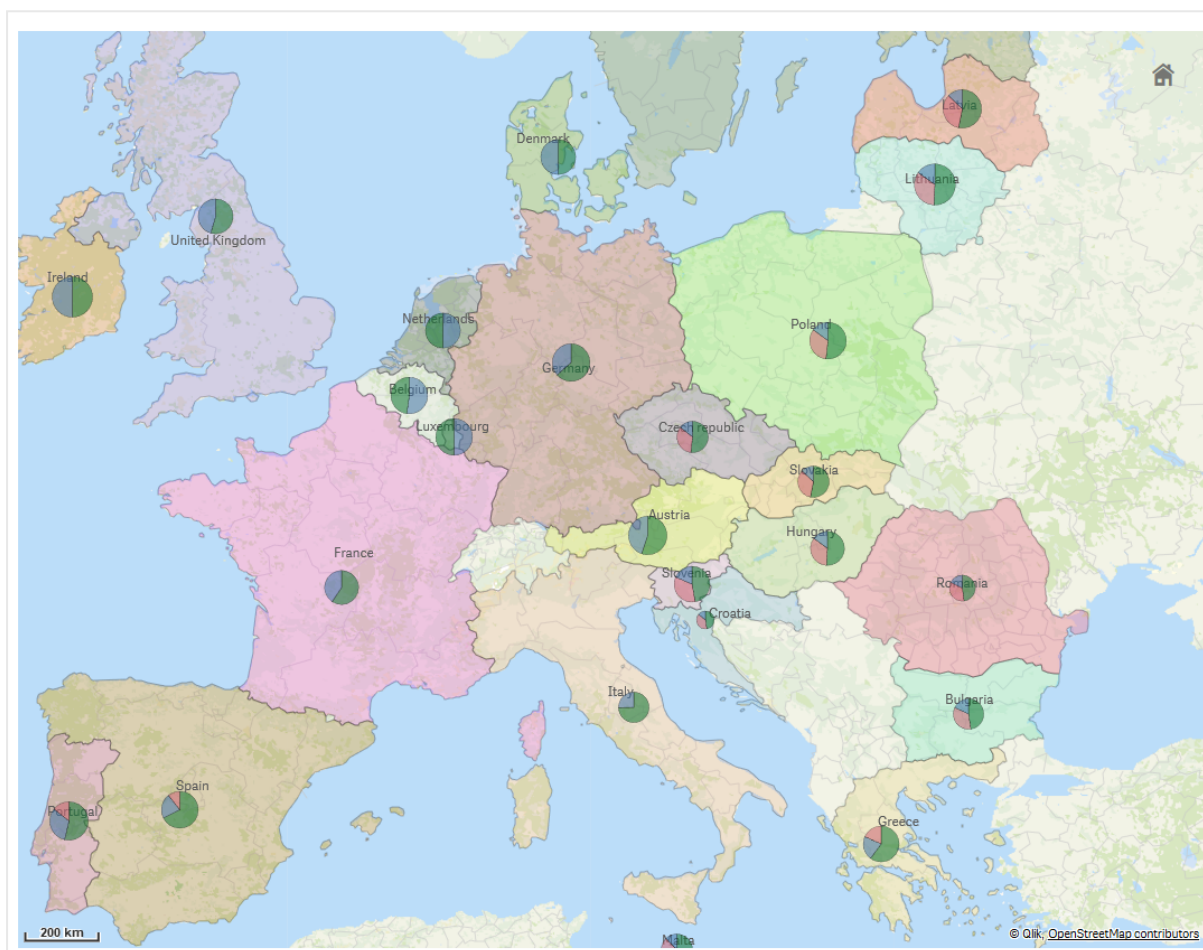 Latvia
Denmark
Lithuania
United Kingdom
Ireland
Netherlands
Poland
Germany
Belgium
Luxembourg
Czech republic
Slovakia
Austria
Hungary
France
Slovenia
Romania
Croatia
Italy
Bulgaria
Spain
Portugal
Greece
200 km
Malta
© Qlik, OpenStreetMap contributors